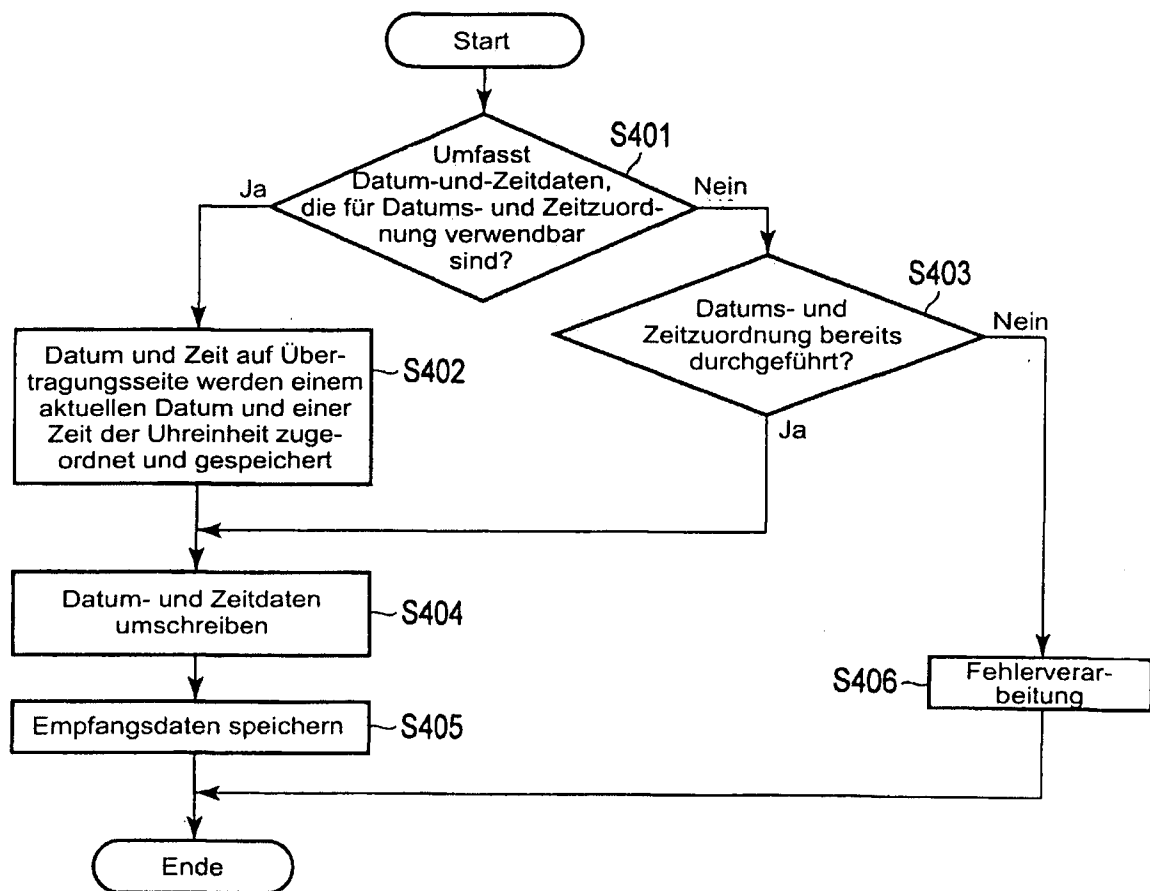 Start
S401
Umfasst
Datum-und-Zeitdaten,
die für Datums- und Zeitzuord-
nung verwendbar
sind?
Ja
Nein
S403
Datums- und
Zeitzuordnung bereits
durchgeführt?
Nein
Ja
Datum und Zeit auf Über-
tragungsseite werden einem
aktuellen Datum und einer
Zeit der Uhreinheit zuge-
ordnet und gespeichert
S402
Datum- und Zeitdaten
umschreiben
S404
S406
Fehlerverar-
beitung
Empfangsdaten speichern
S405
Ende